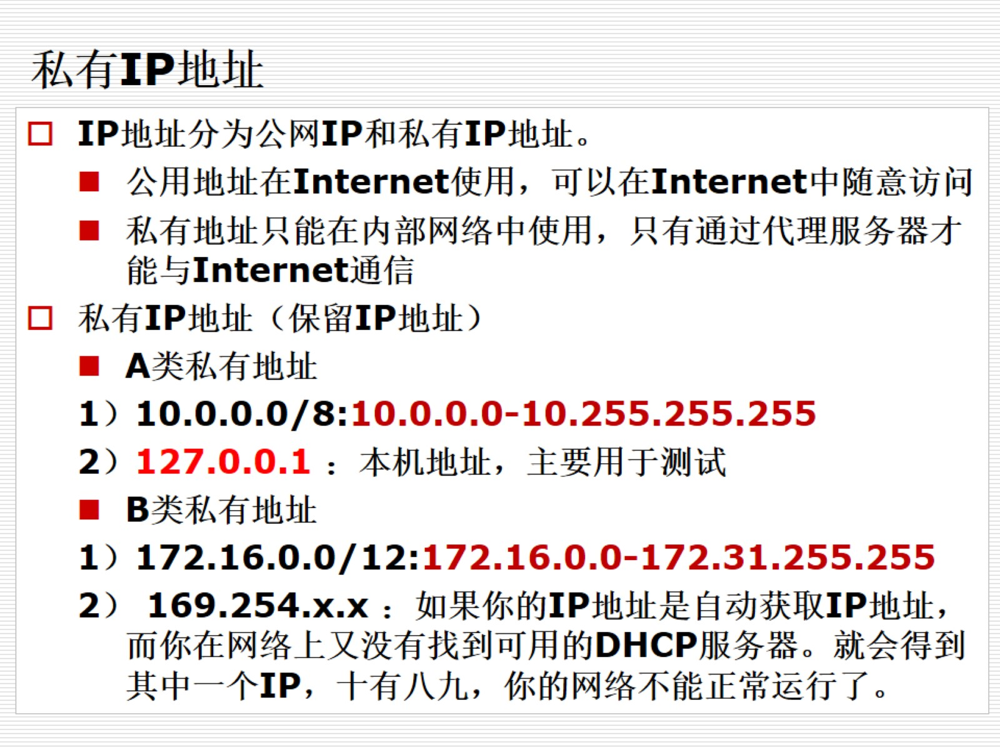 私有IP地址
IP地址分为公网IP和私有IP地址。
公用地址在Internet使用，可以在Internet中随意访问
私有地址只能在内部网络中使用，只有通过代理服务器才
能与Internet通信
私有IP地址（保留IP地址）
A类私有地址
1）10.0.0.0/8:10.0.0.0-10.255.255.255
2）127.0.0.1 ：本机地址，主要用于测试
B类私有地址
1）172.16.0.0/12:172.16.0.0-172.31.255.255
2） 169.254.x.x ：如果你的IP地址是自动获取IP地址，
而你在网络上又没有找到可用的DHCP服务器。就会得到
其中一个IP，十有八九，你的网络不能正常运行了。